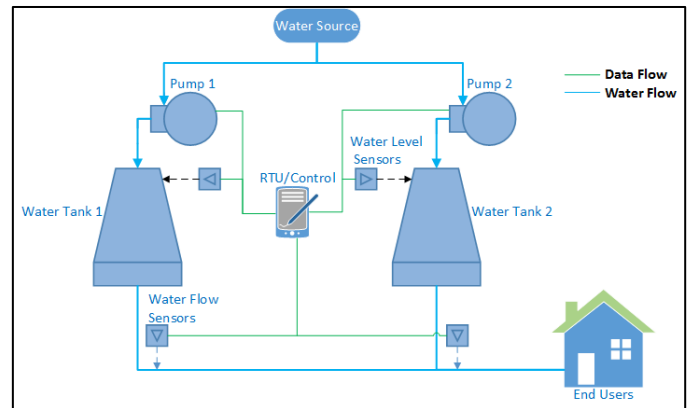 Water Source
Pump 1
Pump 2
Data Flow
Water Flow
Water Level
Sensors
RTU/Control
Water Tank 1
Water Tank 2
Water Flow
Sensors
End Users